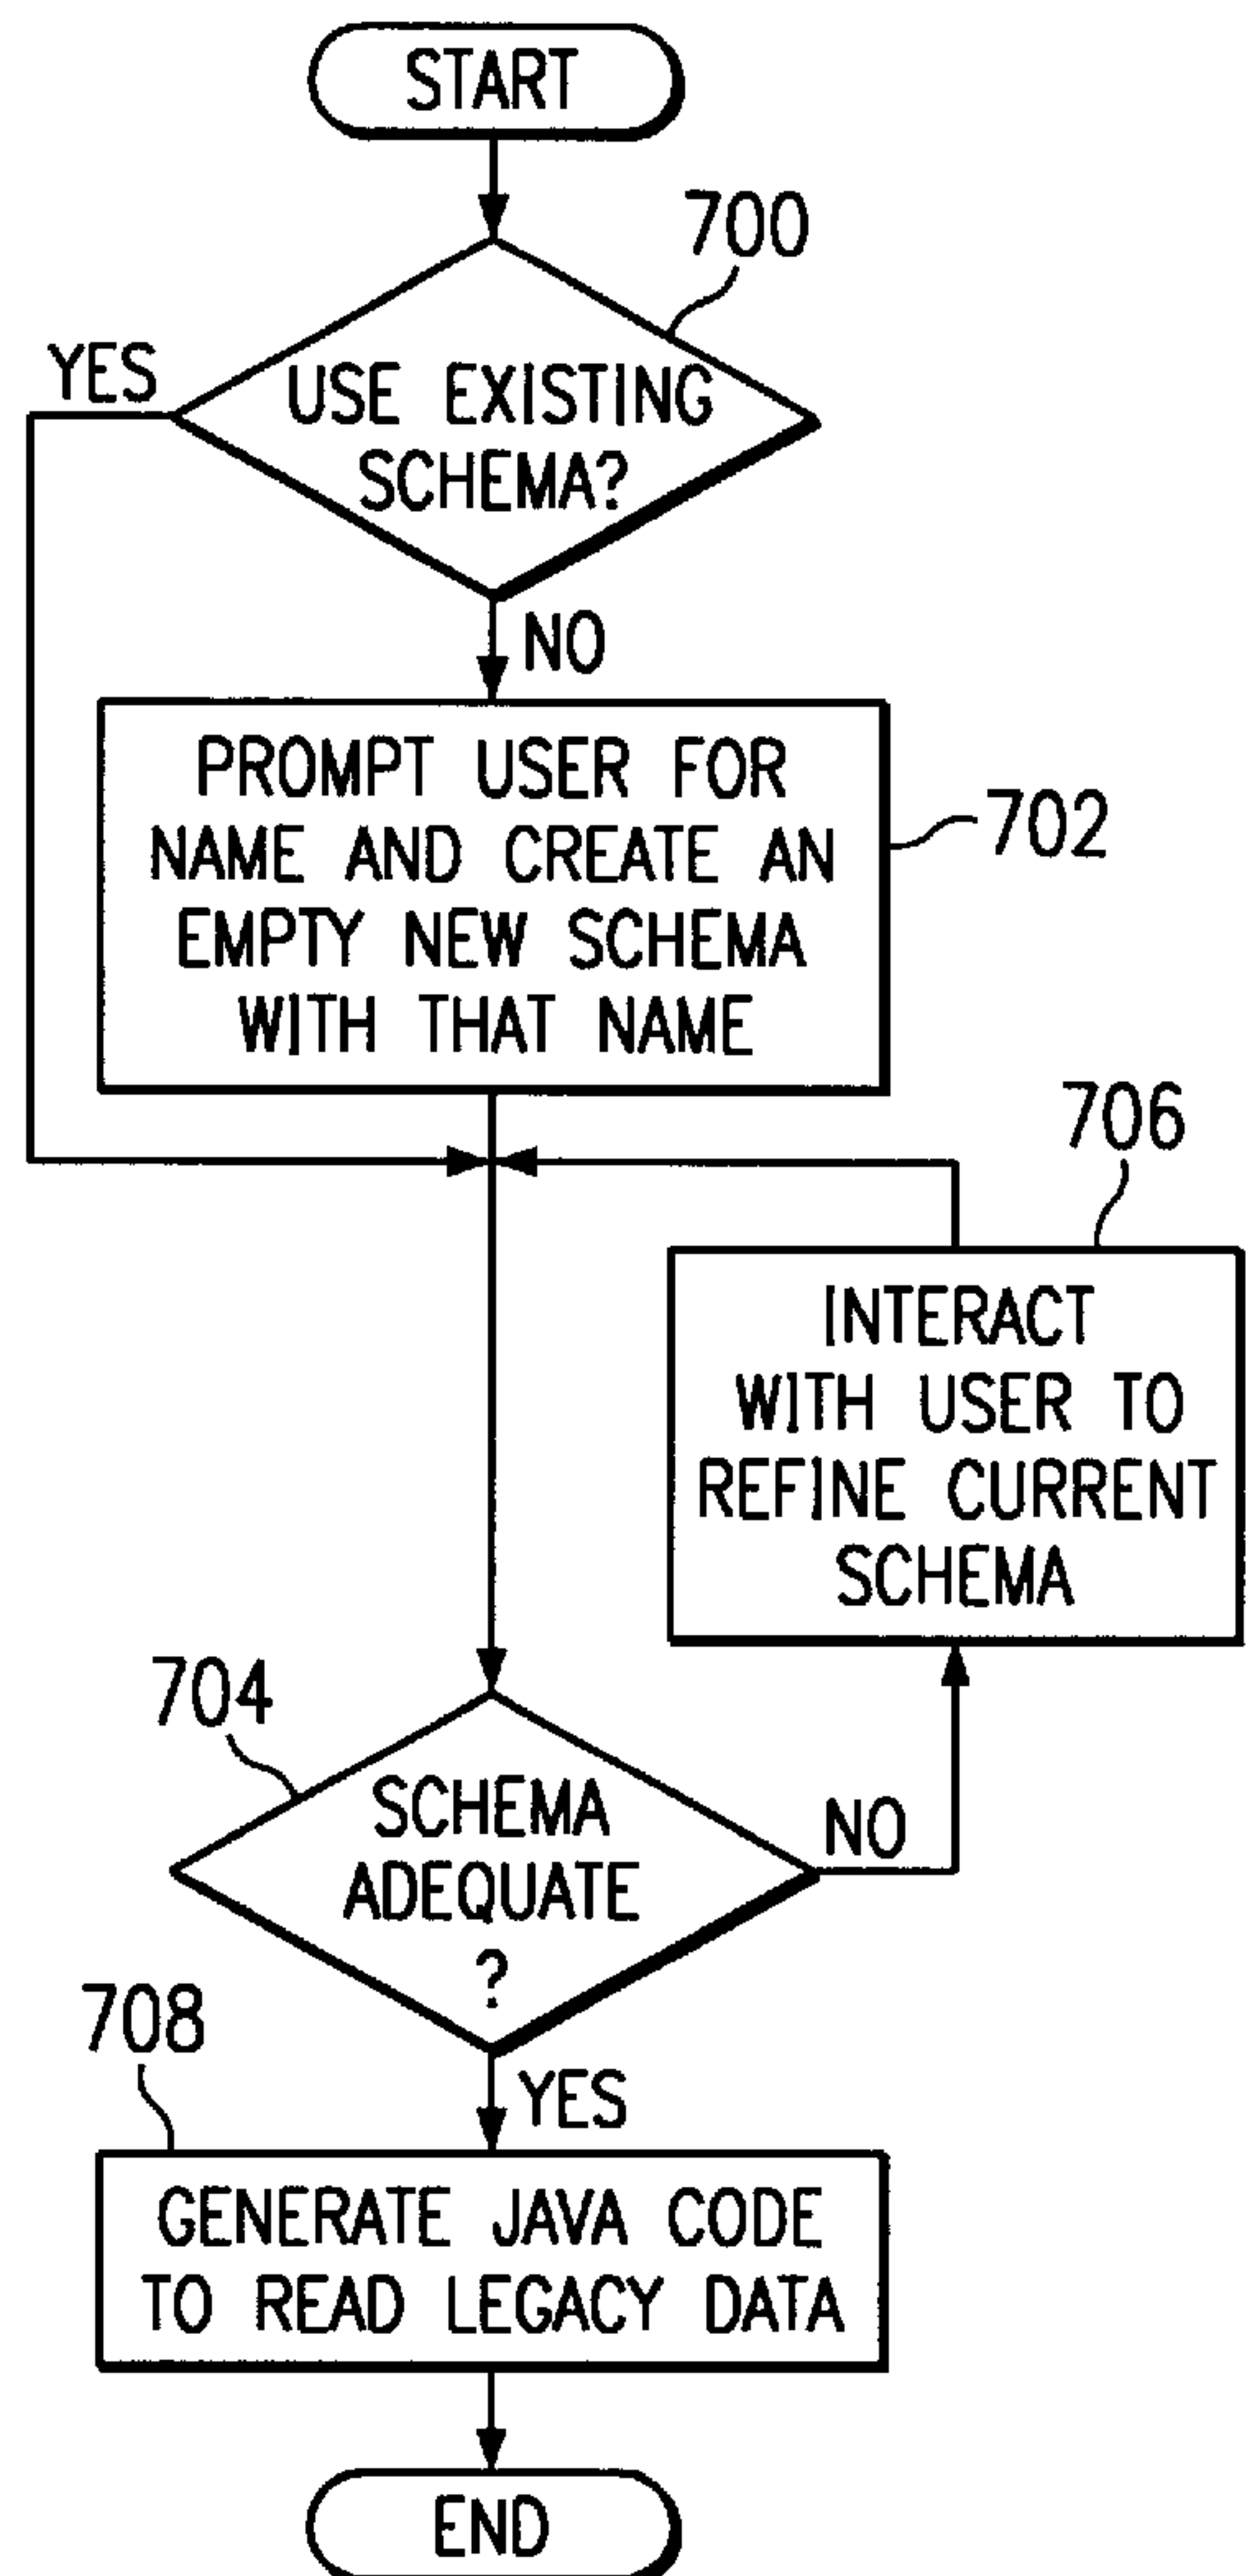 START
700
YES
USE EXISTING
SCHEMA?
NO
PROMPT USER FOR
NAME AND CREATE AN
EMPTY NEW SCHEMA
WITH THAT NAME
702
706
INTERACT
WITH USER TO
REFINE CURRENT
SCHEMA
704
SCHEMA
ADEQUATE
?
NO
708
YES
GENERATE JAVA CODE
TO READ LEGACY DATA
END